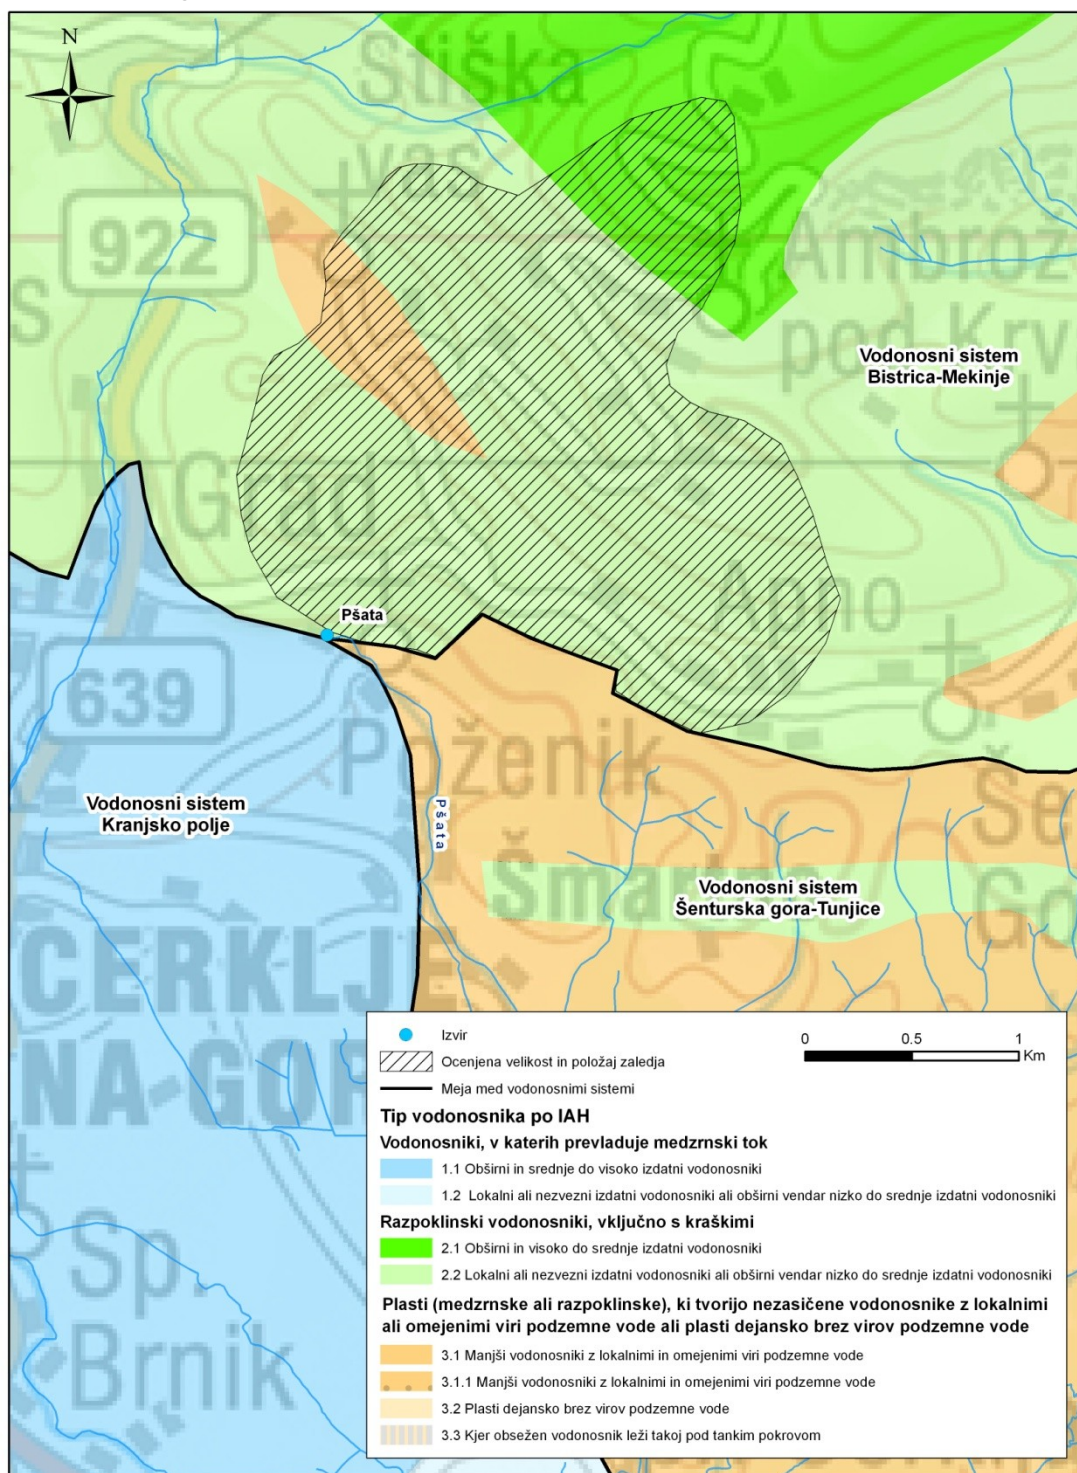 N
Stiška
vas
922
S
Ambrož
pod Krv
Vodonosni sistem
Bistrica-Mekinje
Grad
Pšata
639
Poženik
Vodonosni sistem
Kranjsko polje
Pšata
Še
Go
Vodonosni sistem
Šenturska gora-Tunjice
CERKLJE
NA-GOR
Sp.
Brnik
Izvir
Ocenjena velikost in položaj zaledja
Meja med vodonosnimi sistemi
0 0.5 1
Km
Tip vodonosnika po IAH
Vodonosniki, v katerih prevladuje medzrnski tok
1.1 Obširni in srednje do visoko izdatni vodonosniki
1.2 Lokalni ali nezvezni izdatni vodonosniki ali obširni vendar nizko do srednje izdatni vodonosniki
Razpoklinski vodonosniki, vključno s kraškimi
2.1 Obširni in visoko do srednje izdatni vodonosniki
2.2 Lokalni ali nezvezni izdatni vodonosniki ali obširni vendar nizko do srednje izdatni vodonosniki
Plasti (medzrnske ali razpoklinske), ki tvorijo nezasičene vodonosnike z lokalnimi
ali omejenimi viri podzemne vode ali plasti dejansko brez virov podzemne vode
3.1 Manjši vodonosniki z lokalnimi in omejenimi viri podzemne vode
3.1.1 Manjši vodonosniki z lokalnimi in omejenimi viri podzemne vode
3.2 Plasti dejansko brez virov podzemne vode
3.3 Kjer obsežen vodonosnik leži takoj pod tankim pokrovom